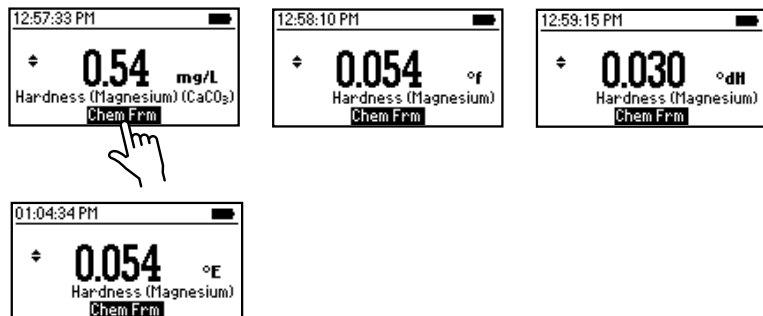 12:57:33 PM
0.54 mg/L
Hardness (Magnesium) (CaCO₃)
Chem Frm
12:58:10 PM
0.054 °f
Hardness (Magnesium)
Chem Frm
12:59:15 PM
0.030 °dH
Hardness (Magnesium)
Chem Frm
01:04:34 PM
0.054 °E
Hardness (Magnesium)
Chem Frm